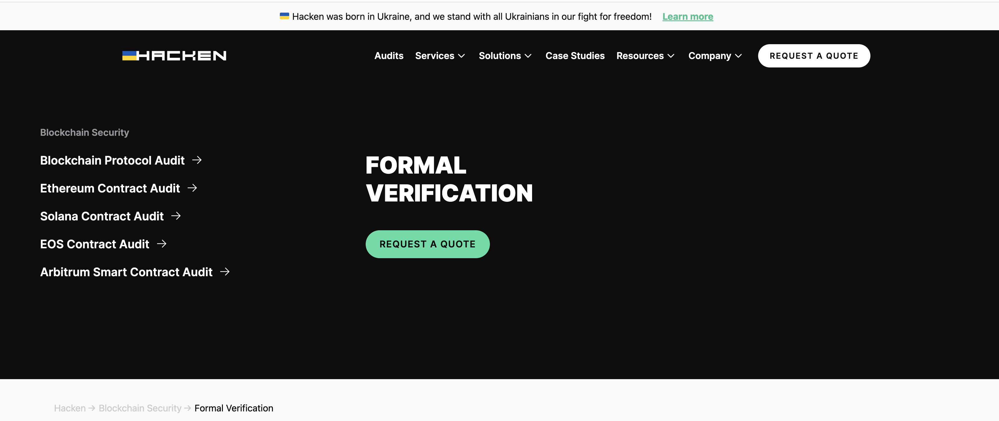 Hacken was born in Ukraine, and we stand with all Ukrainians in our fight for freedom! Learn more
HACKEN
Audits Services Solutions Case Studies Resources Company REQUEST A QUOTE
Blockchain Security
Blockchain Protocol Audit
Ethereum Contract Audit
Solana Contract Audit
EOS Contract Audit
Arbitrum Smart Contract Audit
FORMAL
VERIFICATION
REQUEST A QUOTE
Hacken → Blockchain Security → Formal Verification